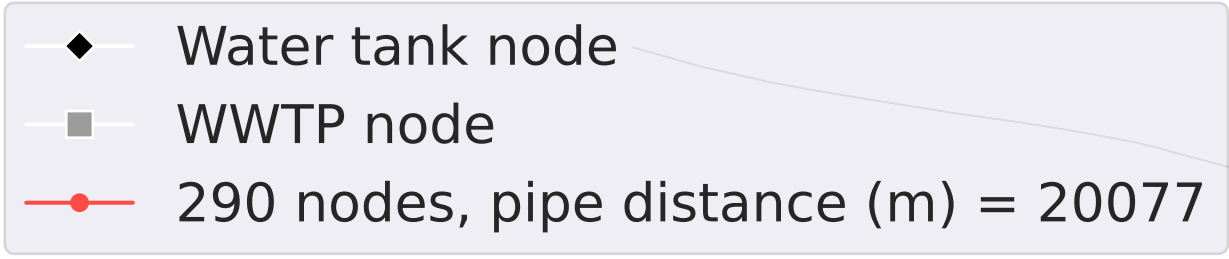 Water tank node
WWTP node
290 nodes, pipe distance (m) = 20077